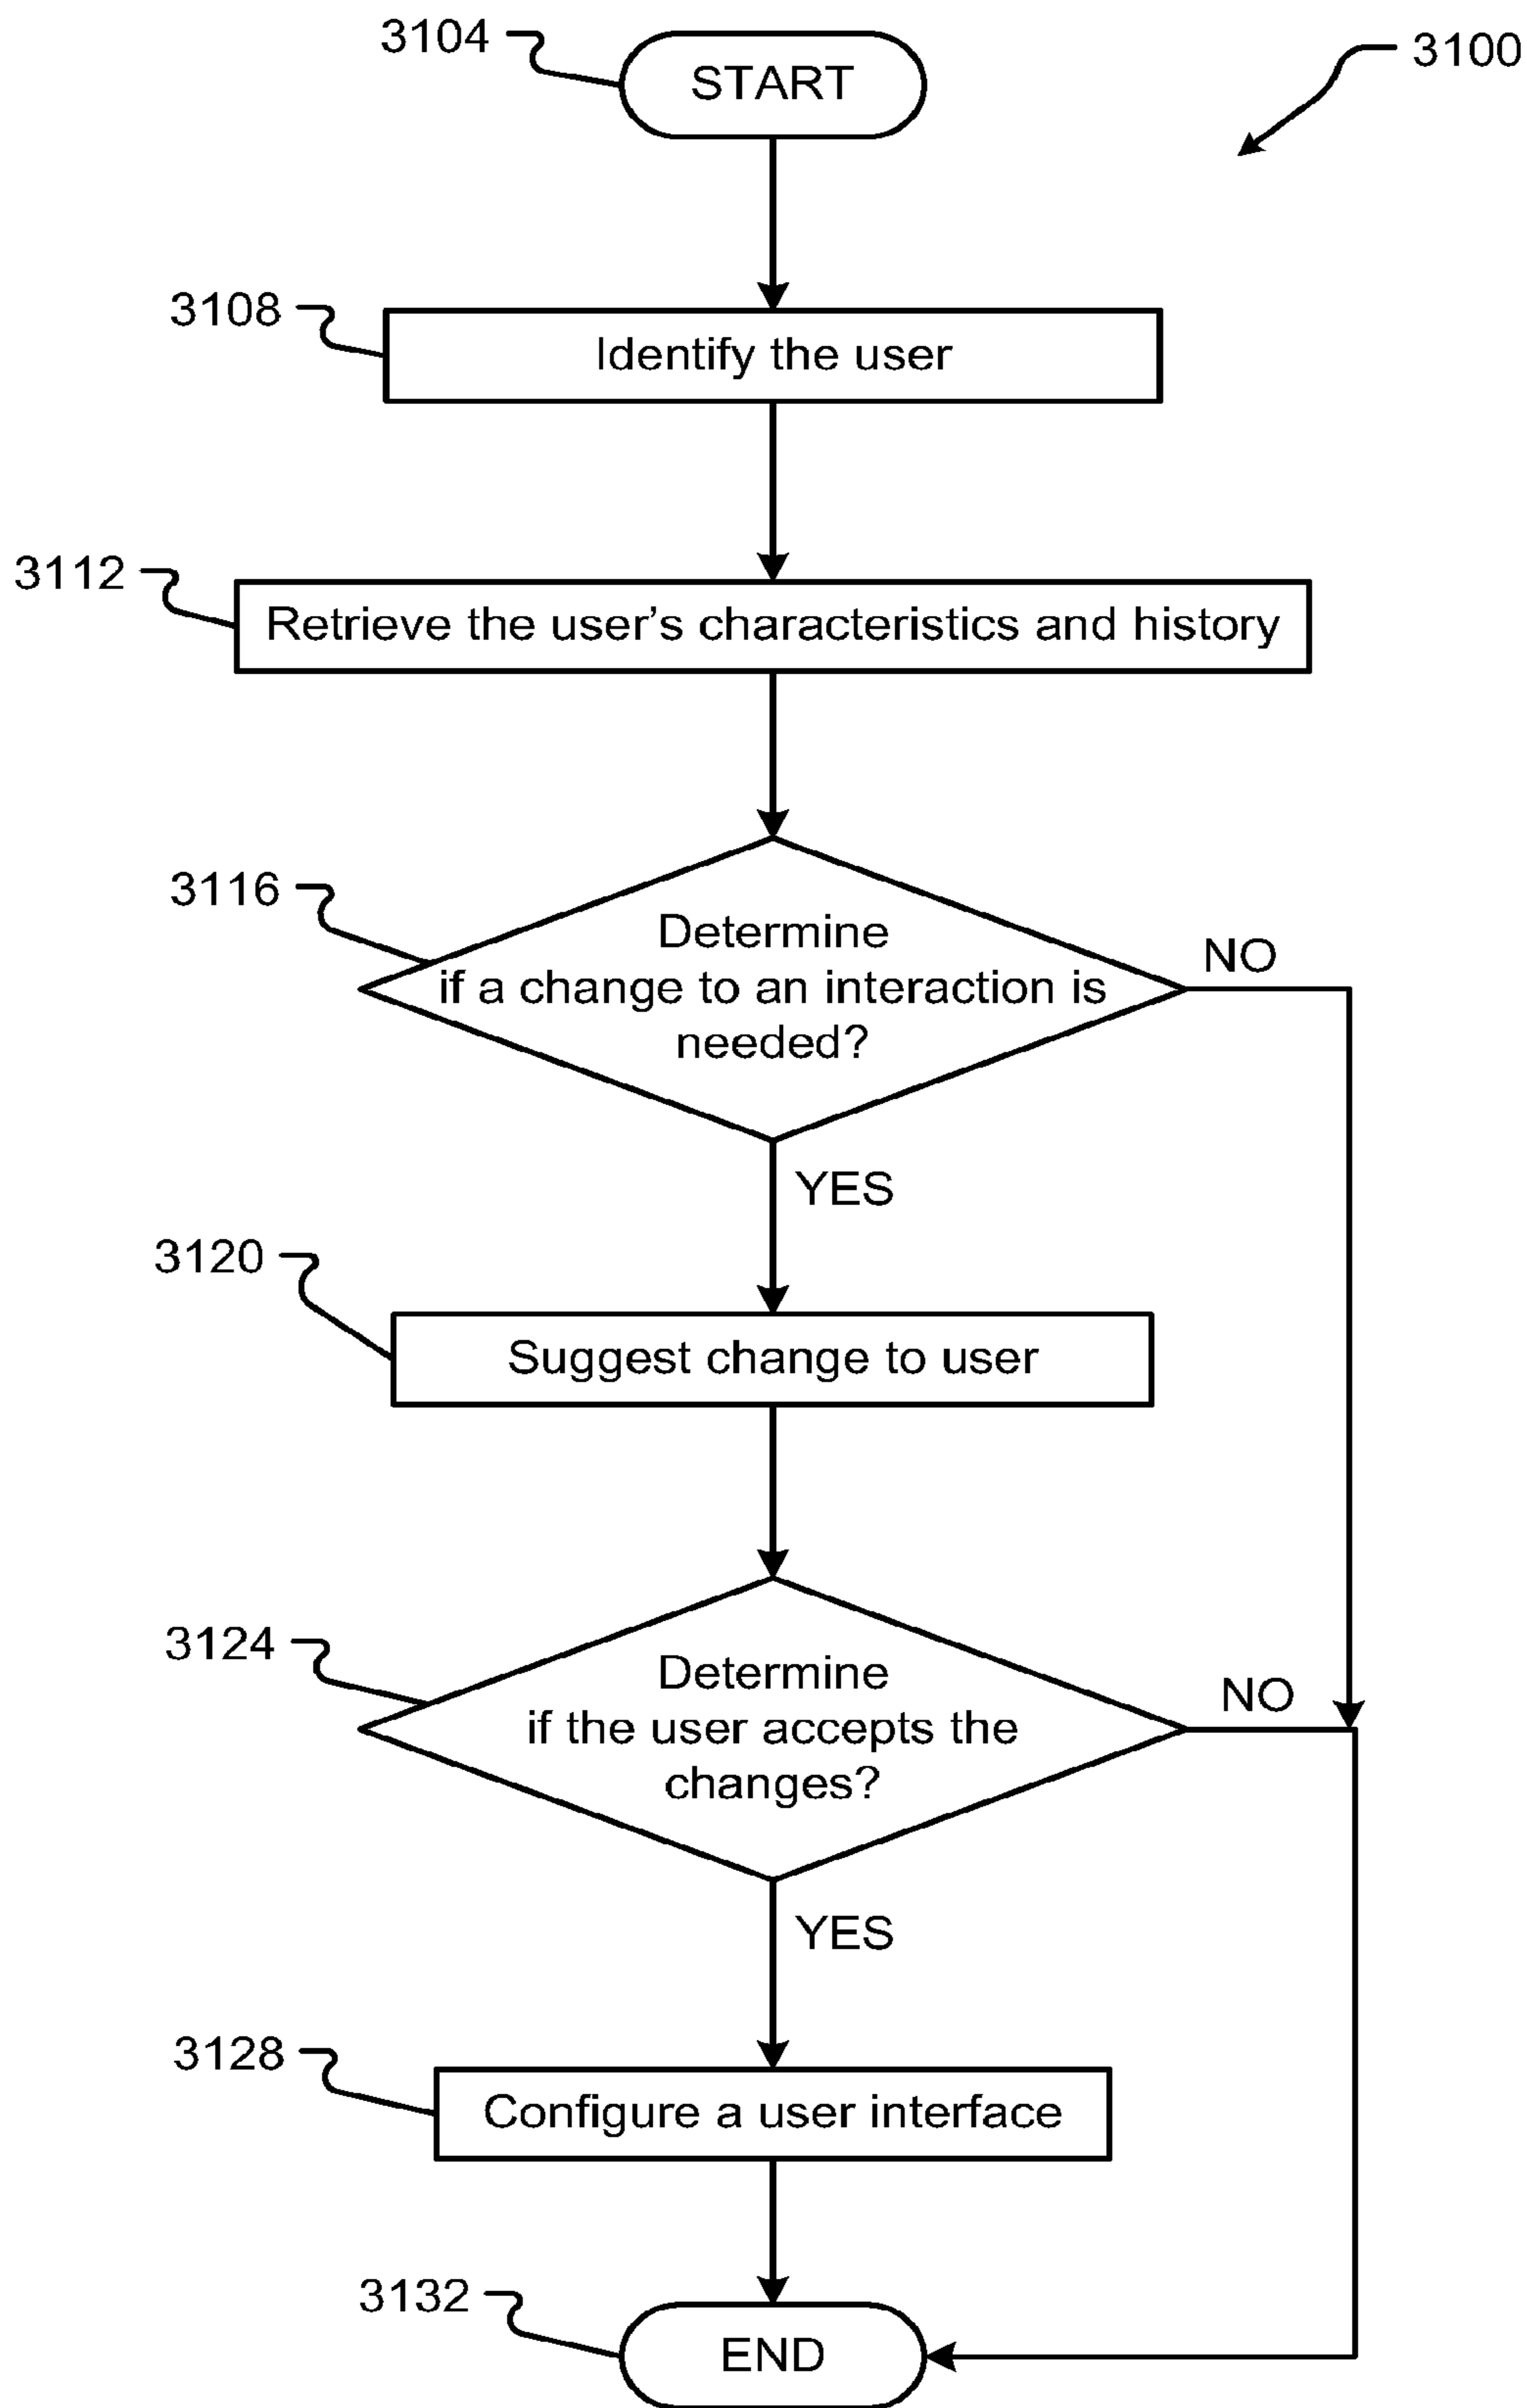 3104
START
3100
3108
Identify the user
3112
Retrieve the user’s characteristics and history
3116
Determine
if a change to an interaction is
needed?
NO
YES
3120
Suggest change to user
3124
Determine
if the user accepts the
changes?
NO
YES
3128
Configure a user interface
3132
END